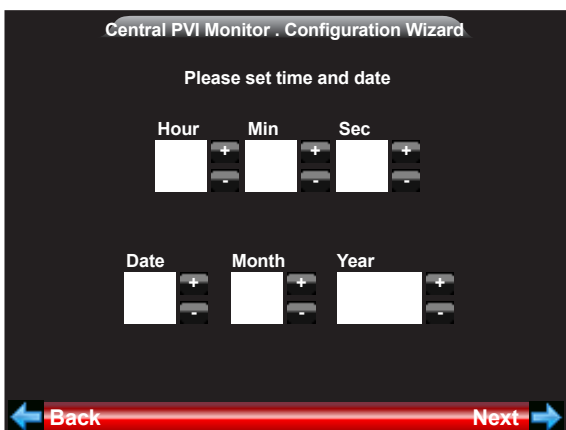 Central PVI Monitor . Configuration Wizard
Please set time and date
Hour Min Sec
+ + +
- - -
Date Month Year
+ + +
- - -
Back Next